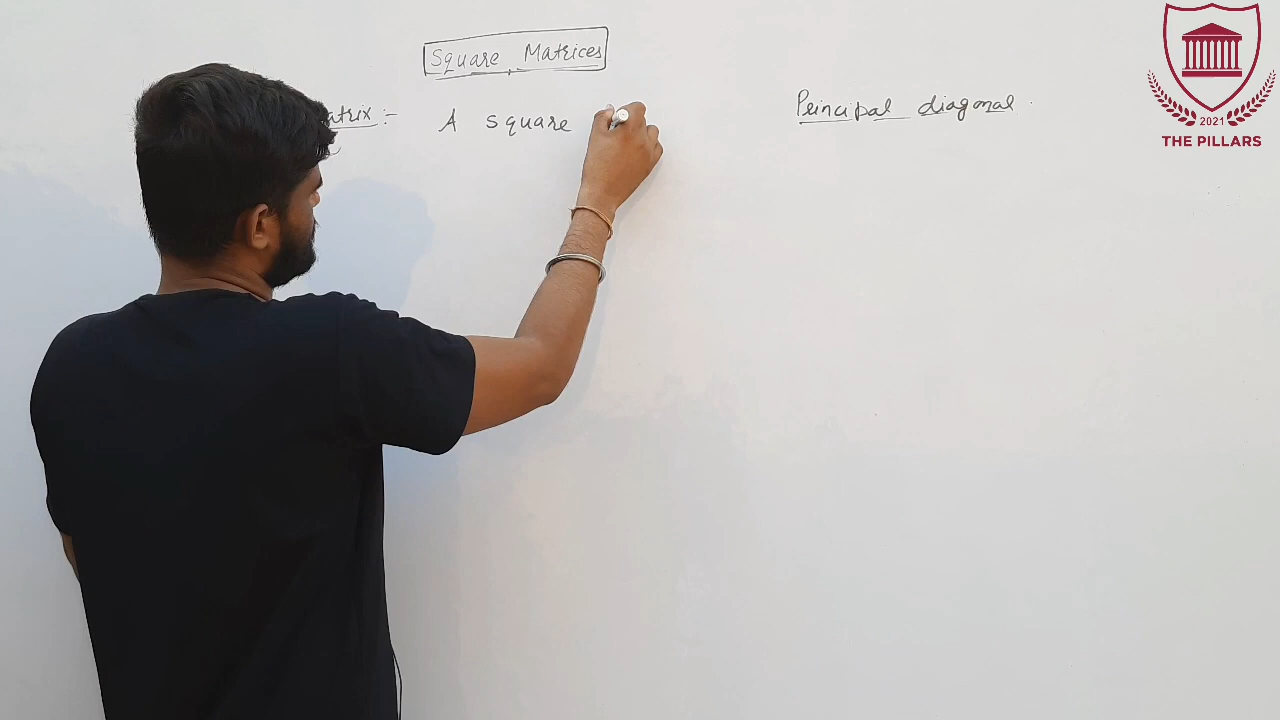 Square Matrices
atrix :- A square
Principal diagonal
2021
THE PILLARS